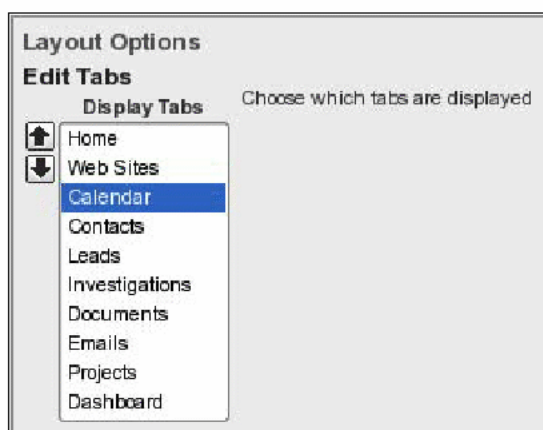 Layout Options
Edit Tabs
Display Tabs
Choose which tabs are displayed
Home
Web Sites
Calendar
Contacts
Leads
Investigations
Documents
Emails
Projects
Dashboard